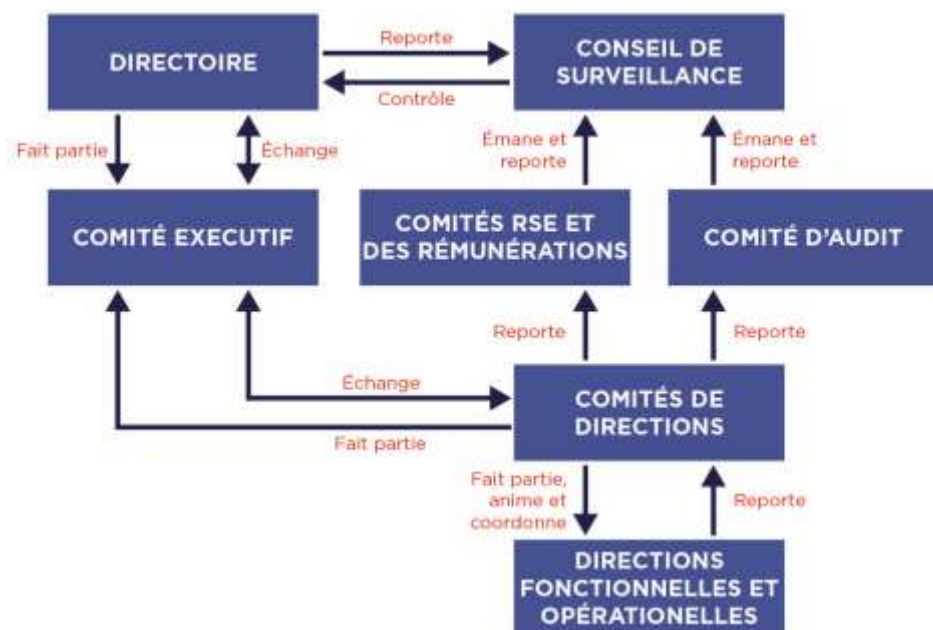 DIRECTOIRE
Reporte
Contrôle
CONSEIL DE
SURVEILLANCE
Fait partie
Échange
Émane et
reporte
Émane et
reporte
COMITÉ EXECUTIF
COMITÉS RSE ET
DES RÉMUNÉRATIONS
COMITÉ D'AUDIT
Reporte
Reporte
Échange
Fait partie
COMITÉS DE
DIRECTIONS
Fait partie,
anime et
coordonne
Reporte
DIRECTIONS
FONCTIONNELLES ET
OPÉRATIONELLES